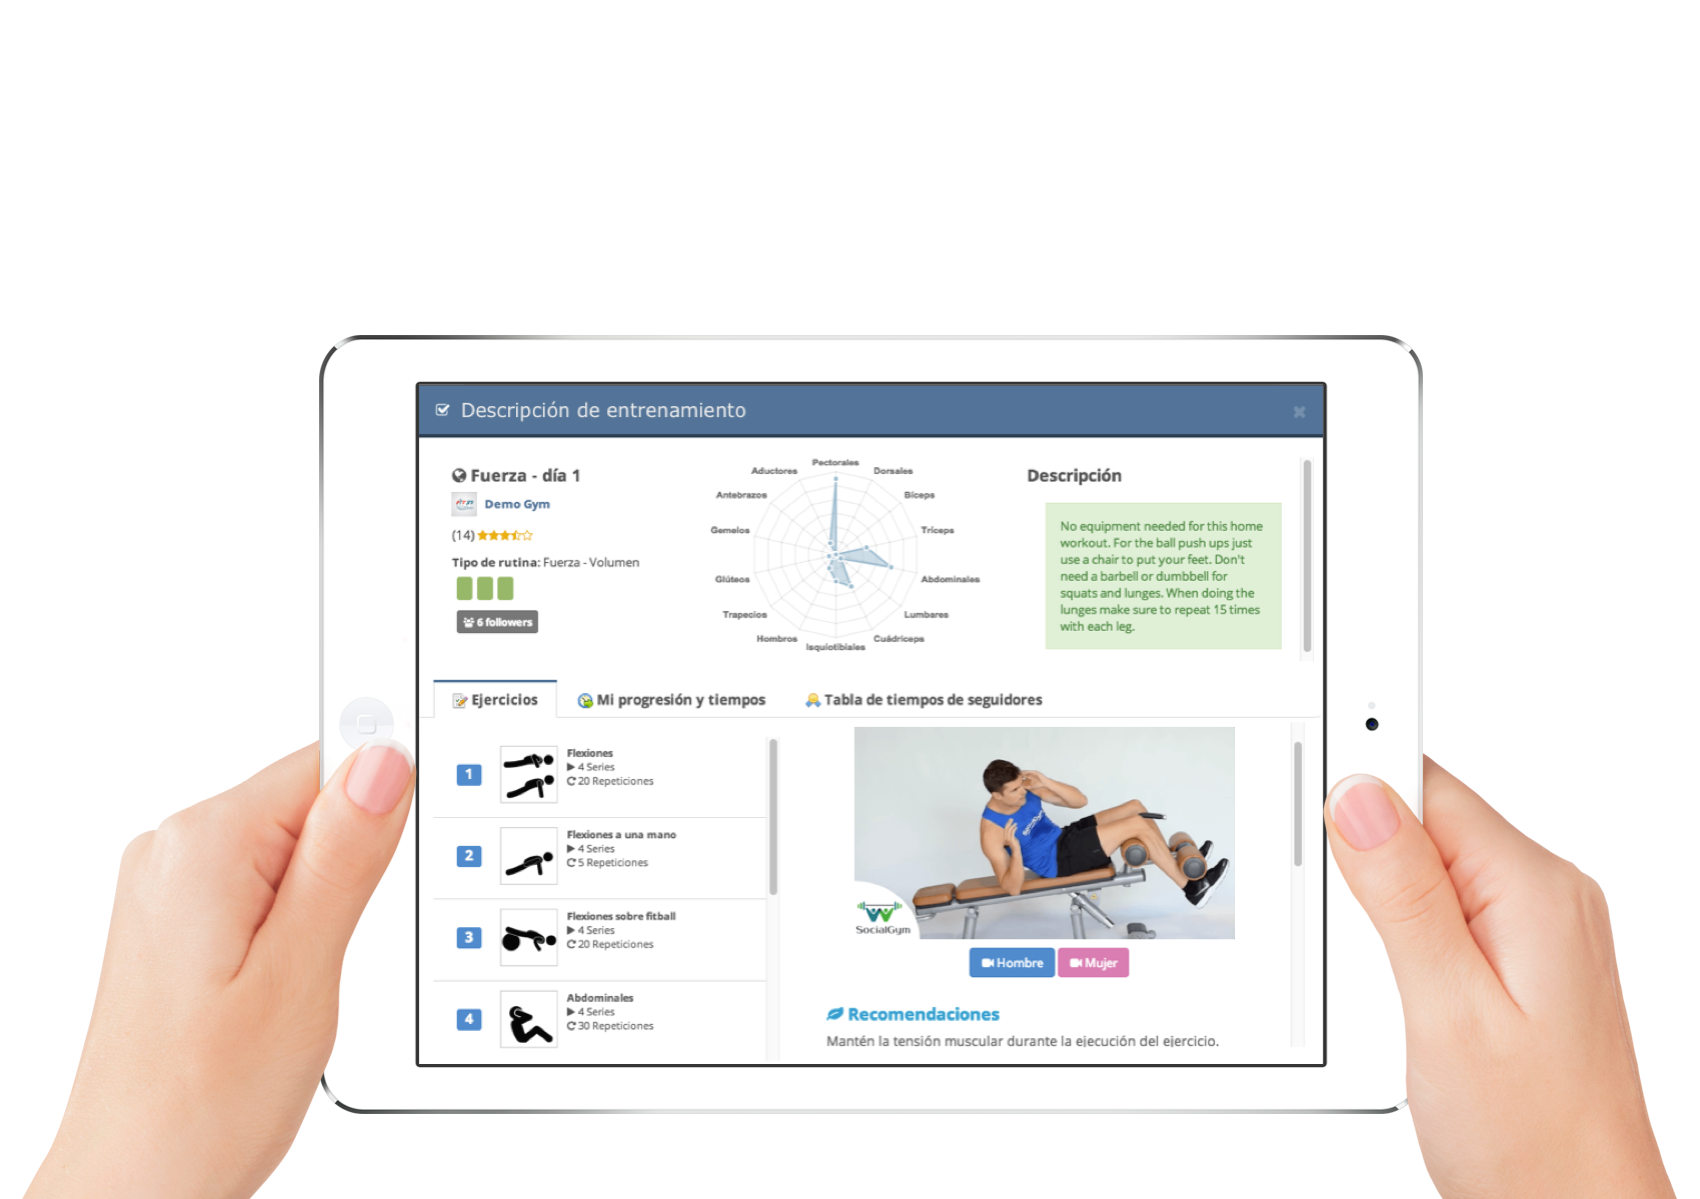 Descripción de entrenamiento
Fuerza - día 1
Demo Gym
(14)
Tipo de rutina: Fuerza - Volumen
6 followers
Pectorales
Dorsales
Bíceps
Tríceps
Abdominales
Lumbares
Cuádriceps
Isquiotibiales
Hombros
Trapecios
Glúteos
Gemelos
Antebrazos
Aductores
Descripción
No equipment needed for this home
workout. For the ball push ups just
use a chair to put your feet. Don't
need a barbell or dumbbell for
squats and lunges. When doing the
lunges make sure to repeat 15 times
with each leg.
Ejercicios
Mi progresión y tiempos
Tabla de tiempos de seguidores
1
Flexiones
4 Series
20 Repeticiones
2
Flexiones a una mano
4 Series
5 Repeticiones
3
Flexiones sobre fitball
4 Series
20 Repeticiones
4
Abdominales
4 Series
30 Repeticiones
SocialGym
Hombre
Mujer
Recomendaciones
Mantén la tensión muscular durante la ejecución del ejercicio.